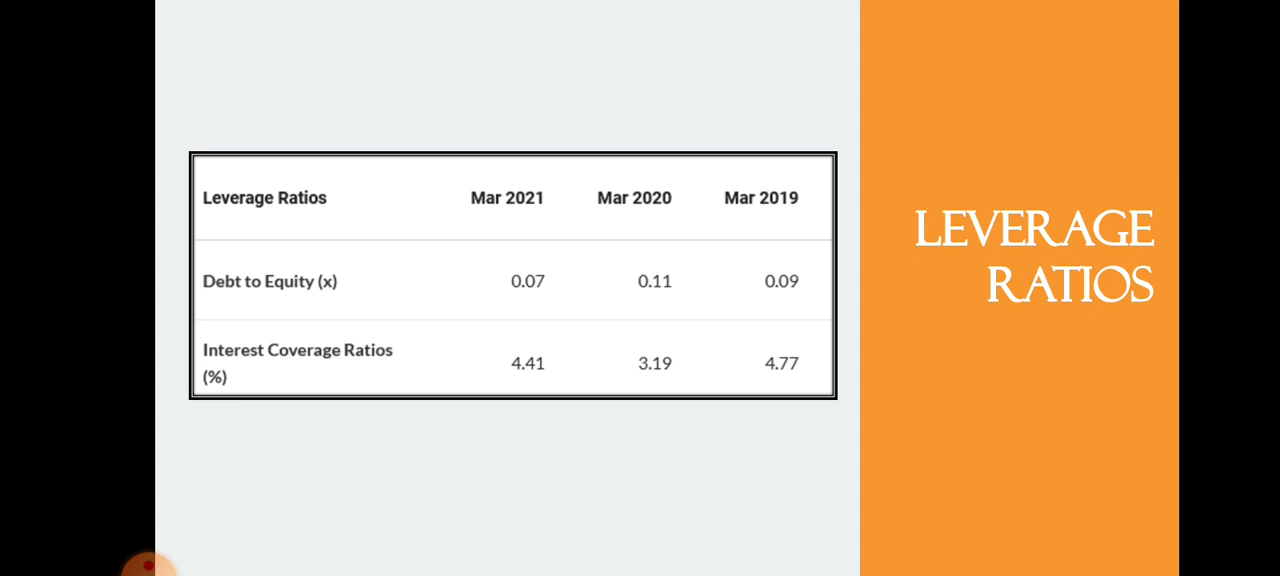 Leverage Ratios Mar 2021 Mar 2020 Mar 2019
Debt to Equity (x) 0.07 0.11 0.09
Interest Coverage Ratios
(%) 4.41 3.19 4.77
LEVERAGE
RATIOS